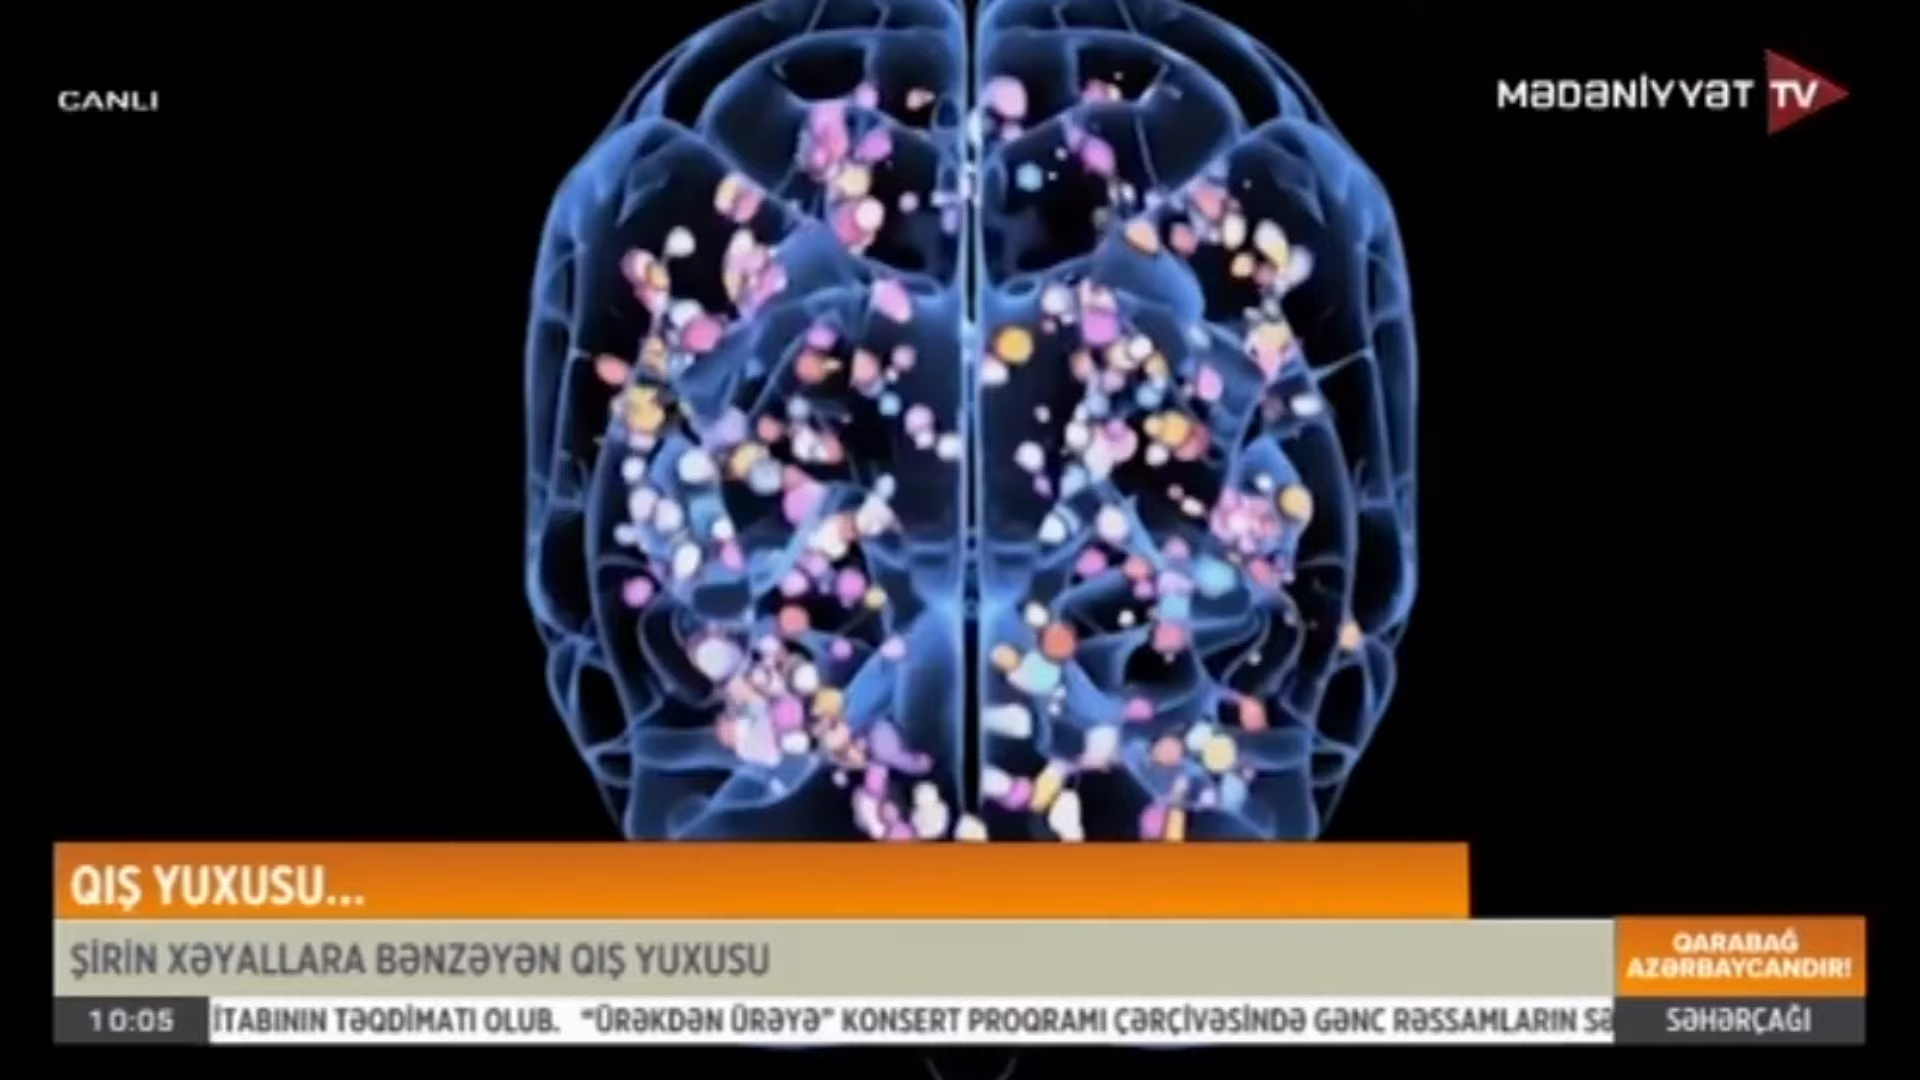 CANLI
MƏDƏNİYYƏT TV
QIŞ YUXUSU...
ŞİRİN XƏYALLARA BƏNZƏYƏN QIŞ YUXUSU
QARABAĞ
AZƏRBAYCANDIR!
10:05
İTABININ TƏQDİMATI OLUB. “ÜRƏKDƏN ÜRƏYƏ” KONSERT PROQRAMI ÇƏRÇİVƏSİNDƏ GƏNC RƏSSAMLARIN SƏ
SƏHƏRÇAĞI